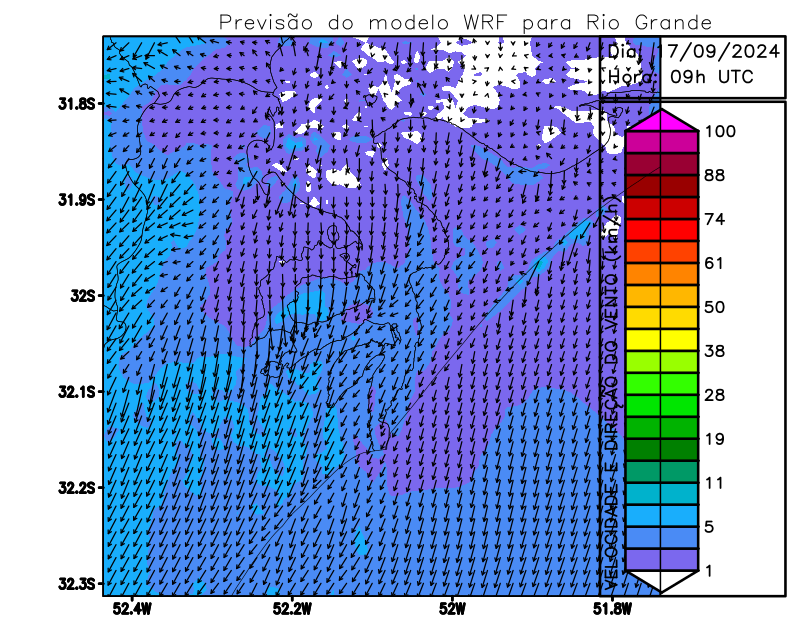 Previsão do modelo WRF para Rio Grande
Dia: 17/09/2024
Hora: 09h UTC
31.8S
31.9S
32S
32.1S
32.2S
32.3S
52.4W
52.2W
52W
51.8W
VELOCIDADE E DIREÇÃO DO VENTO (km/h)
100
88
74
61
50
38
28
19
11
5
1